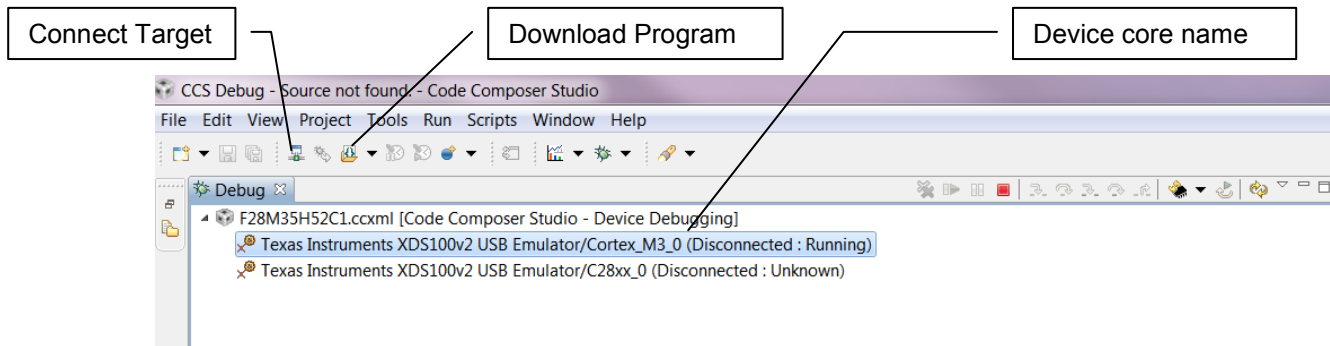 Connect Target
Download Program
Device core name
CCS Debug - Source not found. - Code Composer Studio
File Edit View Project Tools Run Scripts Window Help
Debug
F28M35H52C1.ccxml [Code Composer Studio - Device Debugging]
Texas Instruments XDS100v2 USB Emulator/Cortex_M3_0 (Disconnected : Running)
Texas Instruments XDS100v2 USB Emulator/C28xx_0 (Disconnected : Unknown)